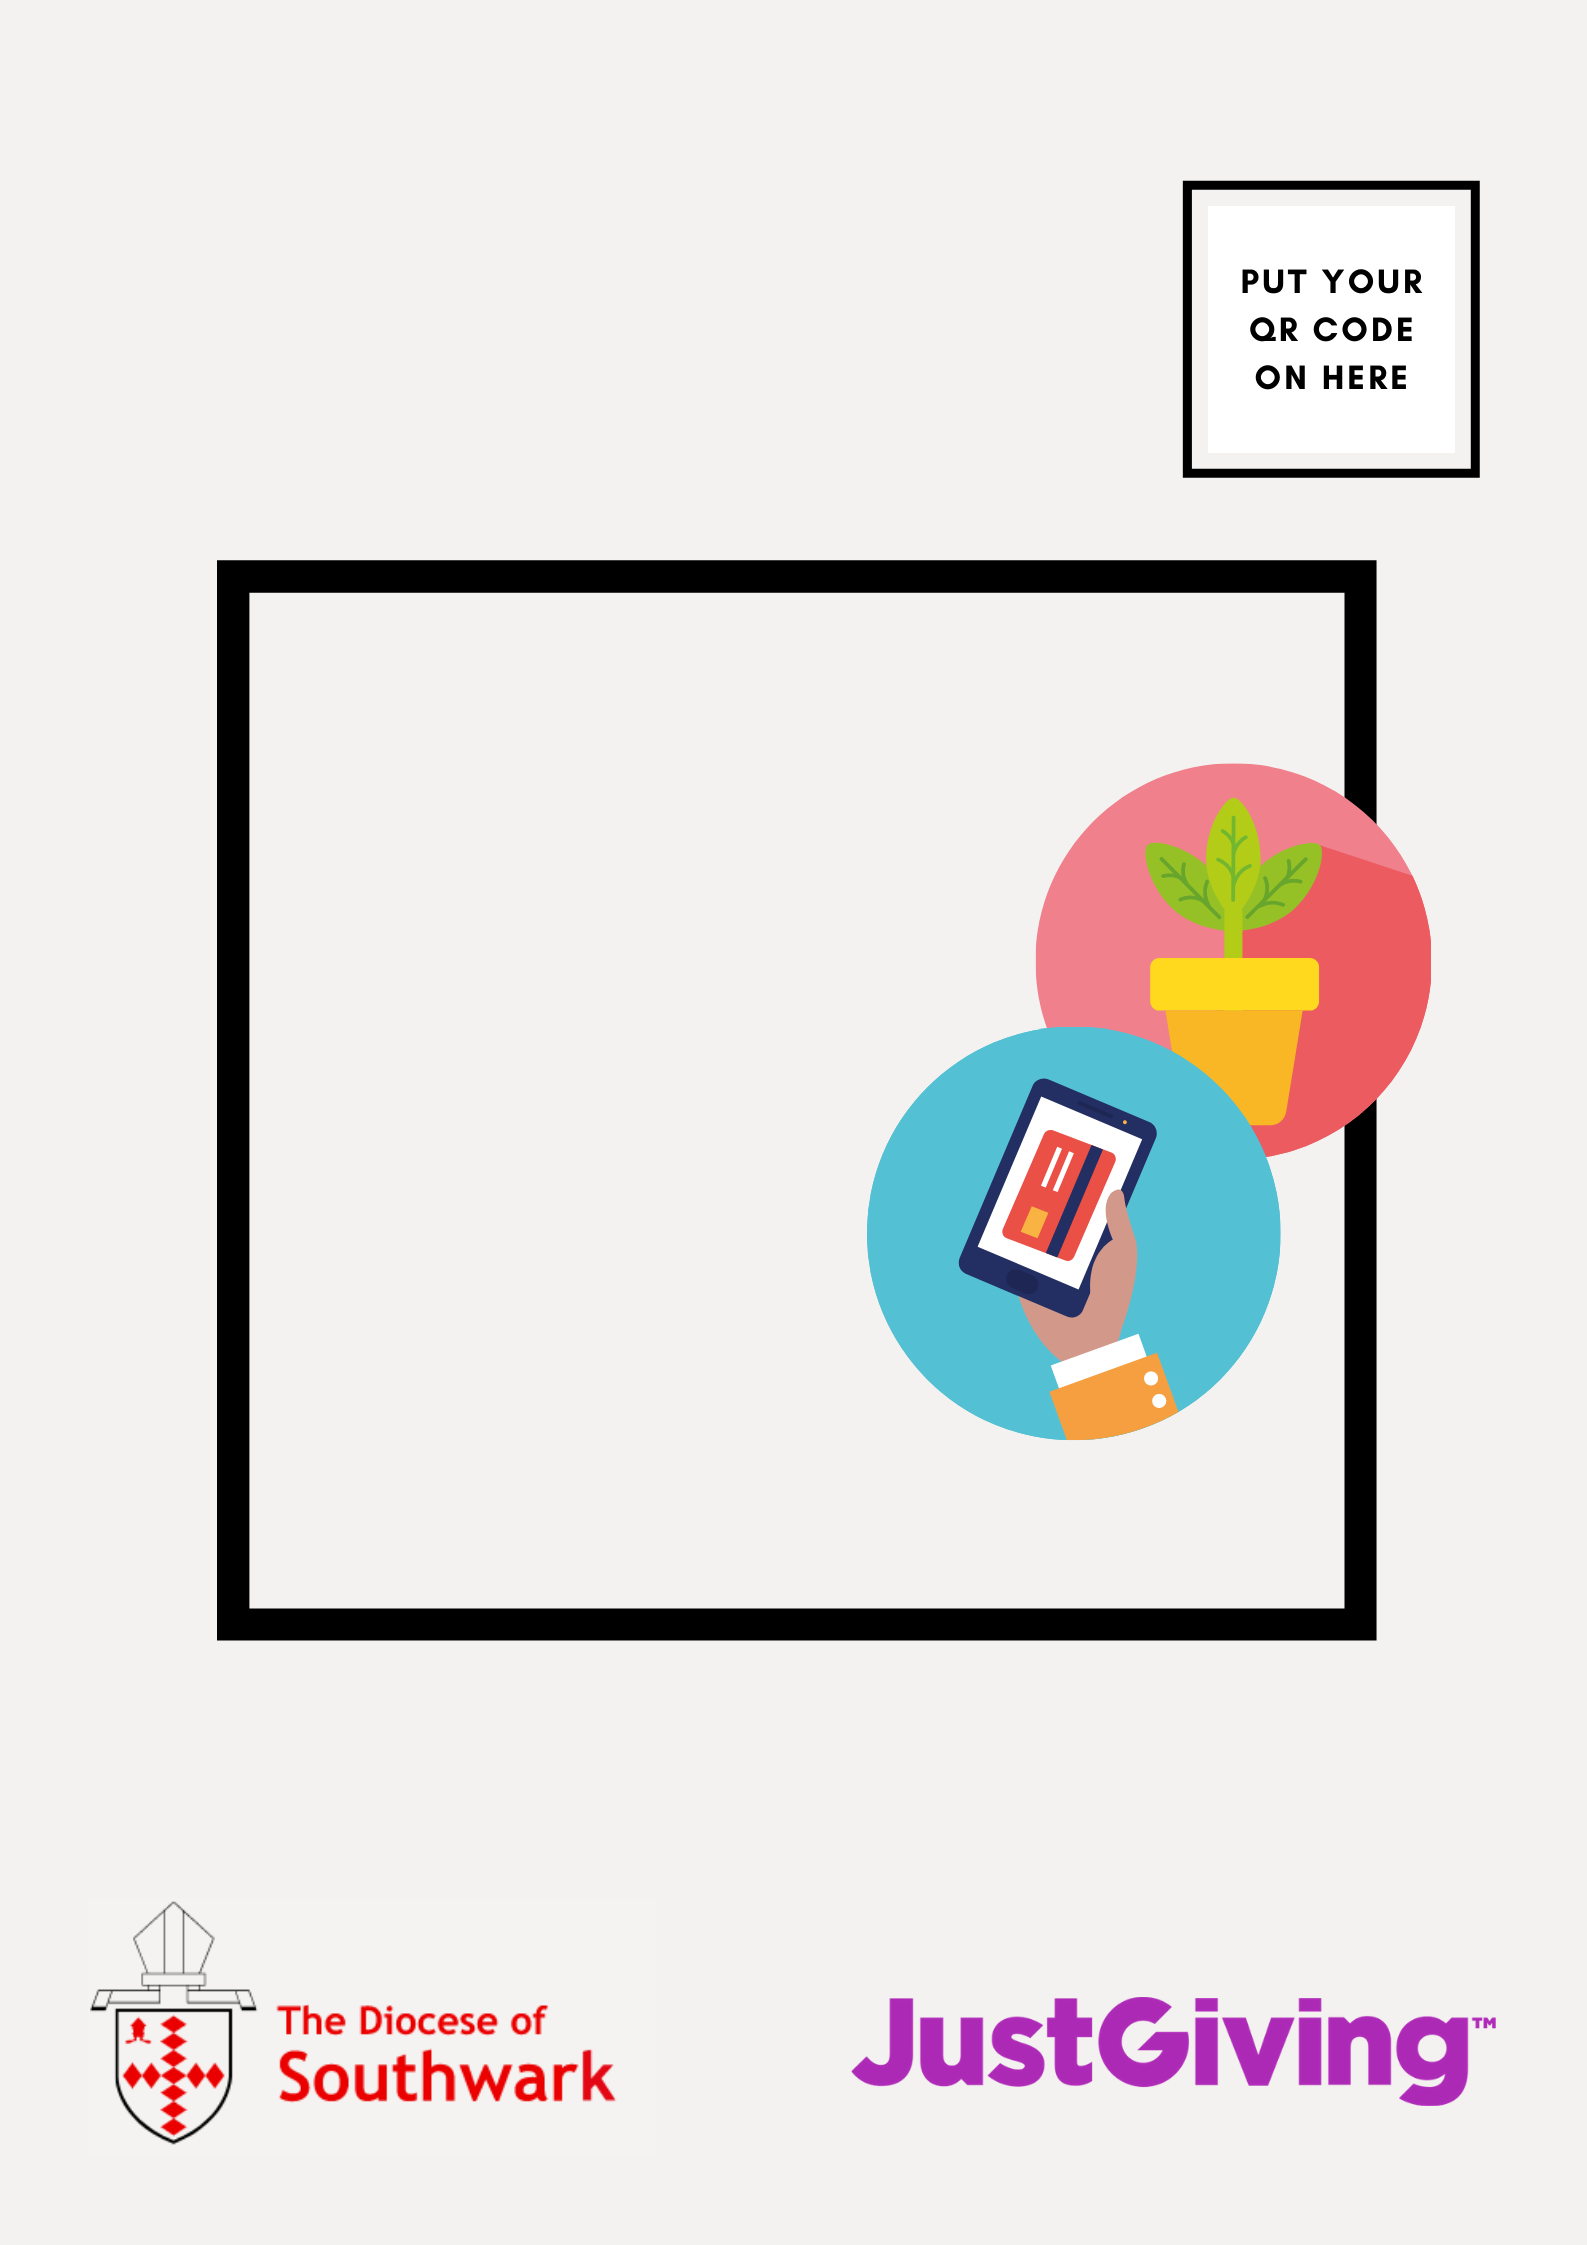 PUT YOUR
QR CODE
ON HERE
The Diocese of
Southwark
JustGiving™